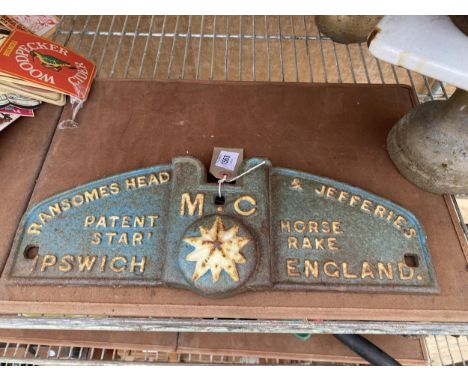 WOODPECKER
RANSOMES HEAD & JEFFERIES
M.C
'PATENT STAR' HORSE RAKE
IPSWICH ENGLAND.